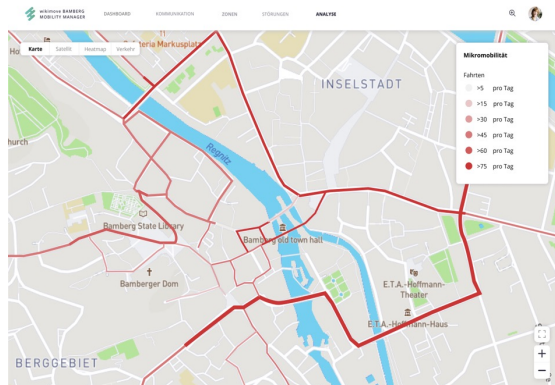 wikimove BAMBERG
MOBILITY MANAGER
DASHBOARD
KOMMUNIKATION
ZONEN
STÖRUNGEN
ANALYSE
Karte
Satellit
Heatmap
Verkehr
Markusplatz
INSELSTADT
Mikromobilität
Fahrten
>5 pro Tag
>15 pro Tag
>30 pro Tag
>45 pro Tag
>60 pro Tag
>75 pro Tag
Regnitz
Bamberg State Library
Bamberg old town hall
Bamberger Dom
E.T.A.-Hoffmann-
Theater
E.T.A.-Hoffmann-Haus
BERGGEBIET
+
−